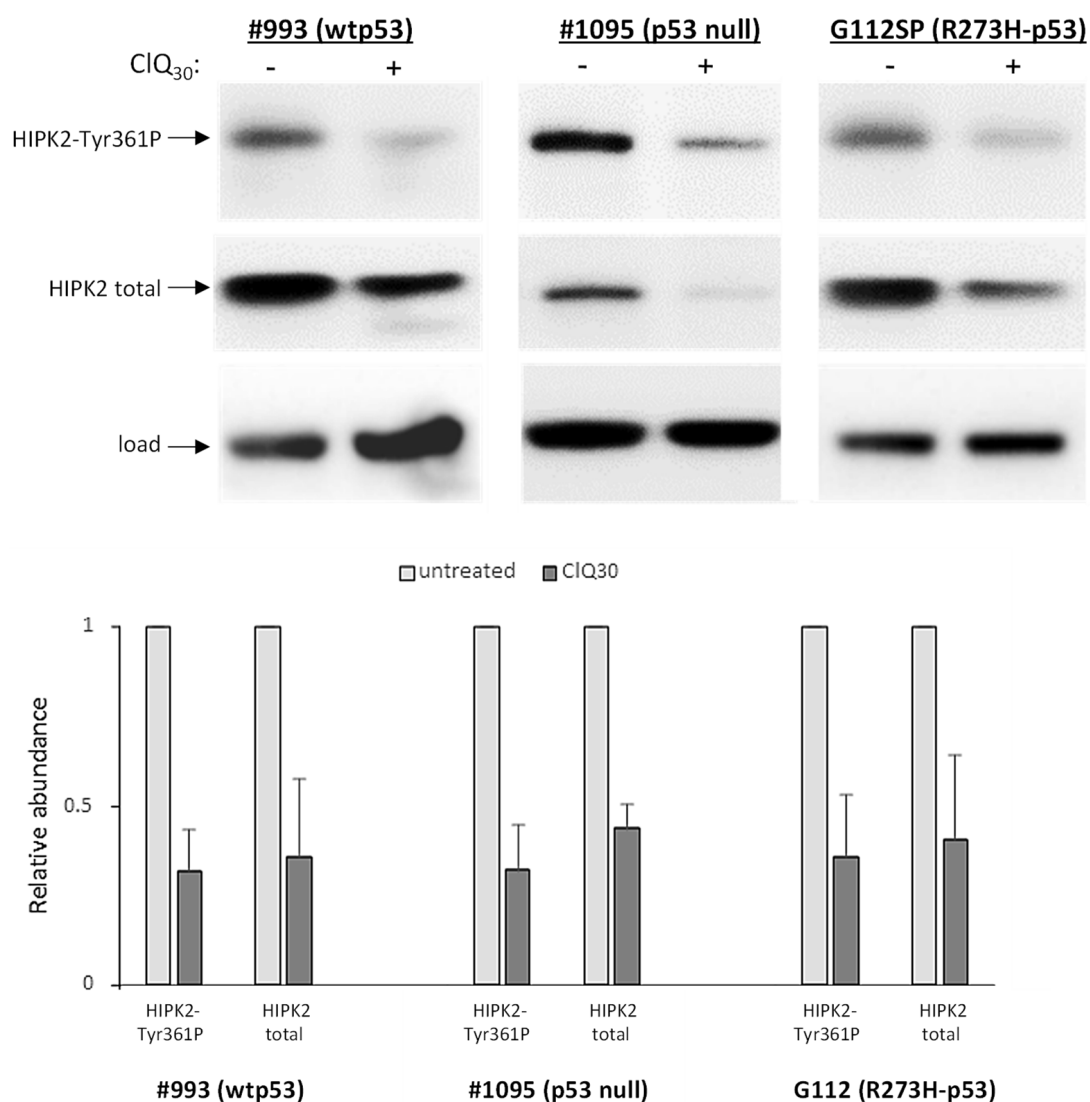 #993 (wtp53) #1095 (p53 null) G112SP (R273H-p53)
ClQ30: - + - + - +
HIPK2-Tyr361P
HIPK2 total
load
untreated ClQ30
Relative abundance
1
0.5
0
HIPK2- HIPK2 HIPK2- HIPK2 HIPK2- HIPK2
Tyr361P total Tyr361P total Tyr361P total
#993 (wtp53) #1095 (p53 null) G112 (R273H-p53)